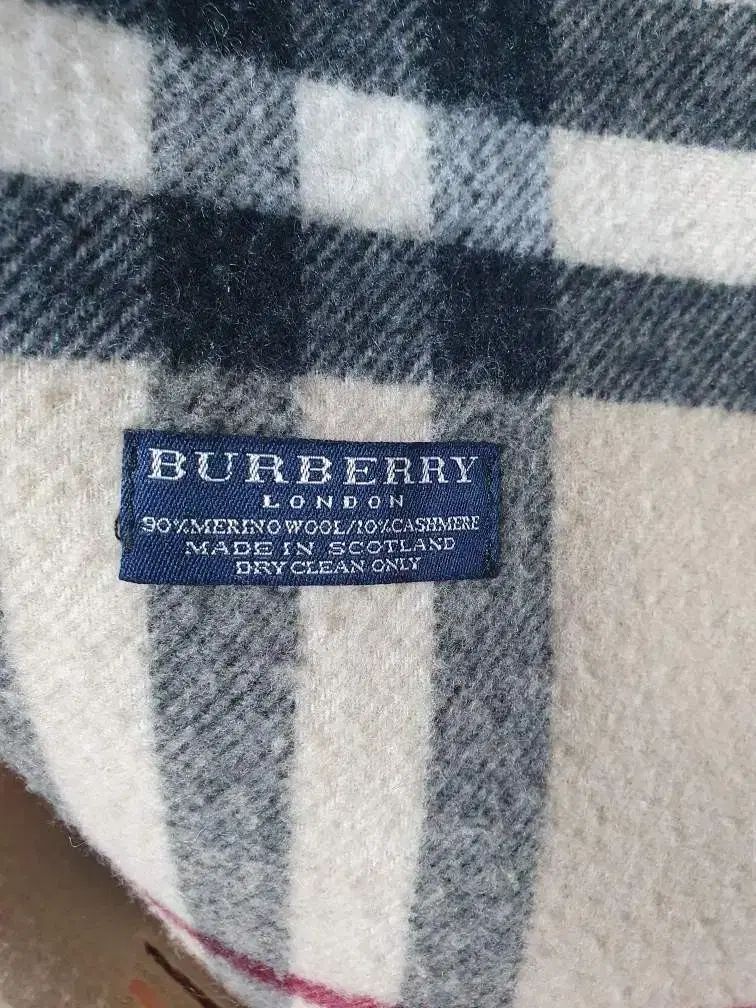 BURBERRY
LONDON
90%MERINO WOOL/10%CASHMERE
MADE IN SCOTLAND
DRY CLEAN ONLY